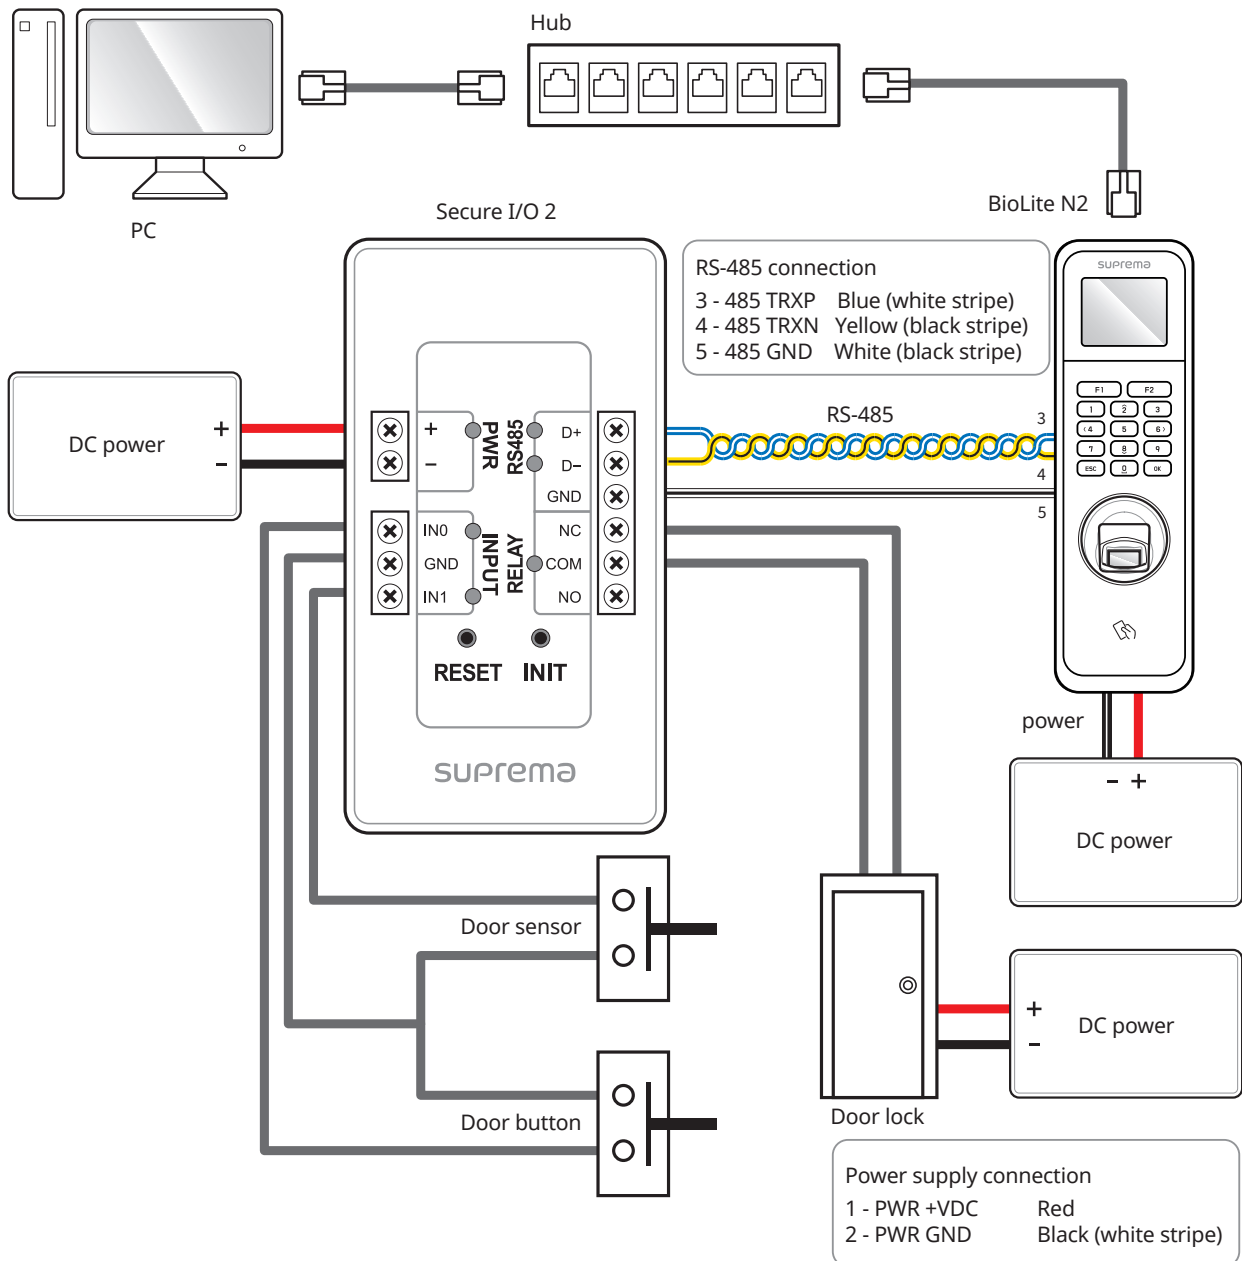 Hub
PC
Secure I/O 2
BioLite N2
RS-485 connection
3 - 485 TRXP Blue (white stripe)
4 - 485 TRXN Yellow (black stripe)
5 - 485 GND White (black stripe)
suprema
F1 F2
1 2 3
4 5 6
7 8 9
ESC 0 OK
DC power
+
−
+
−
PWR
RS485
D+
D−
GND
RS-485
3
4
5
IN0
GND
IN1
INPUT
RELAY
NC
COM
NO
RESET INIT
suprema
power
− +
DC power
Door sensor
Door button
Door lock
+
−
DC power
Power supply connection
1 - PWR +VDC Red
2 - PWR GND Black (white stripe)